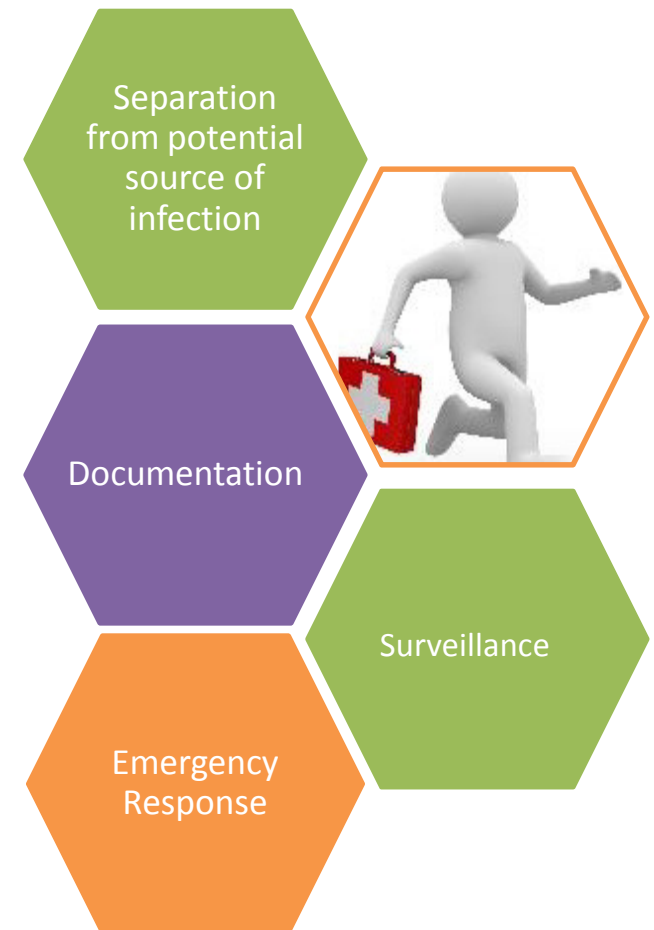 Separation
from potential
source of
infection
Documentation
Surveillance
Emergency
Response